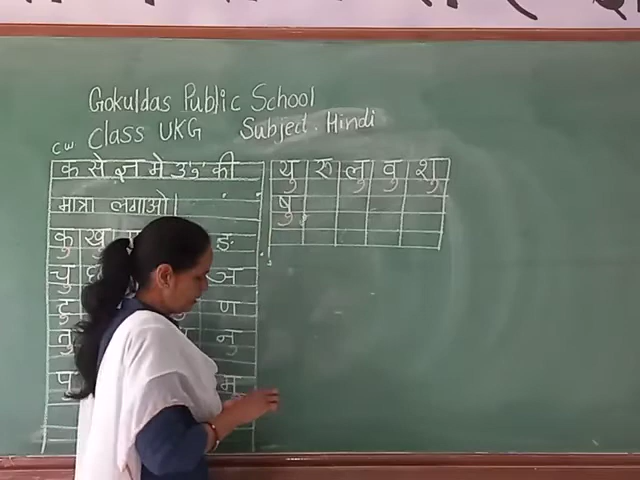 Gokuldas Public School
CW Class UKG Subject. Hindi
क से ज्ञ मे उ ु की
मात्रा लगाओ।
कु खु ङ
चु ञ
टु ण
तु नु
प म
यु रु लु वु शु
षु